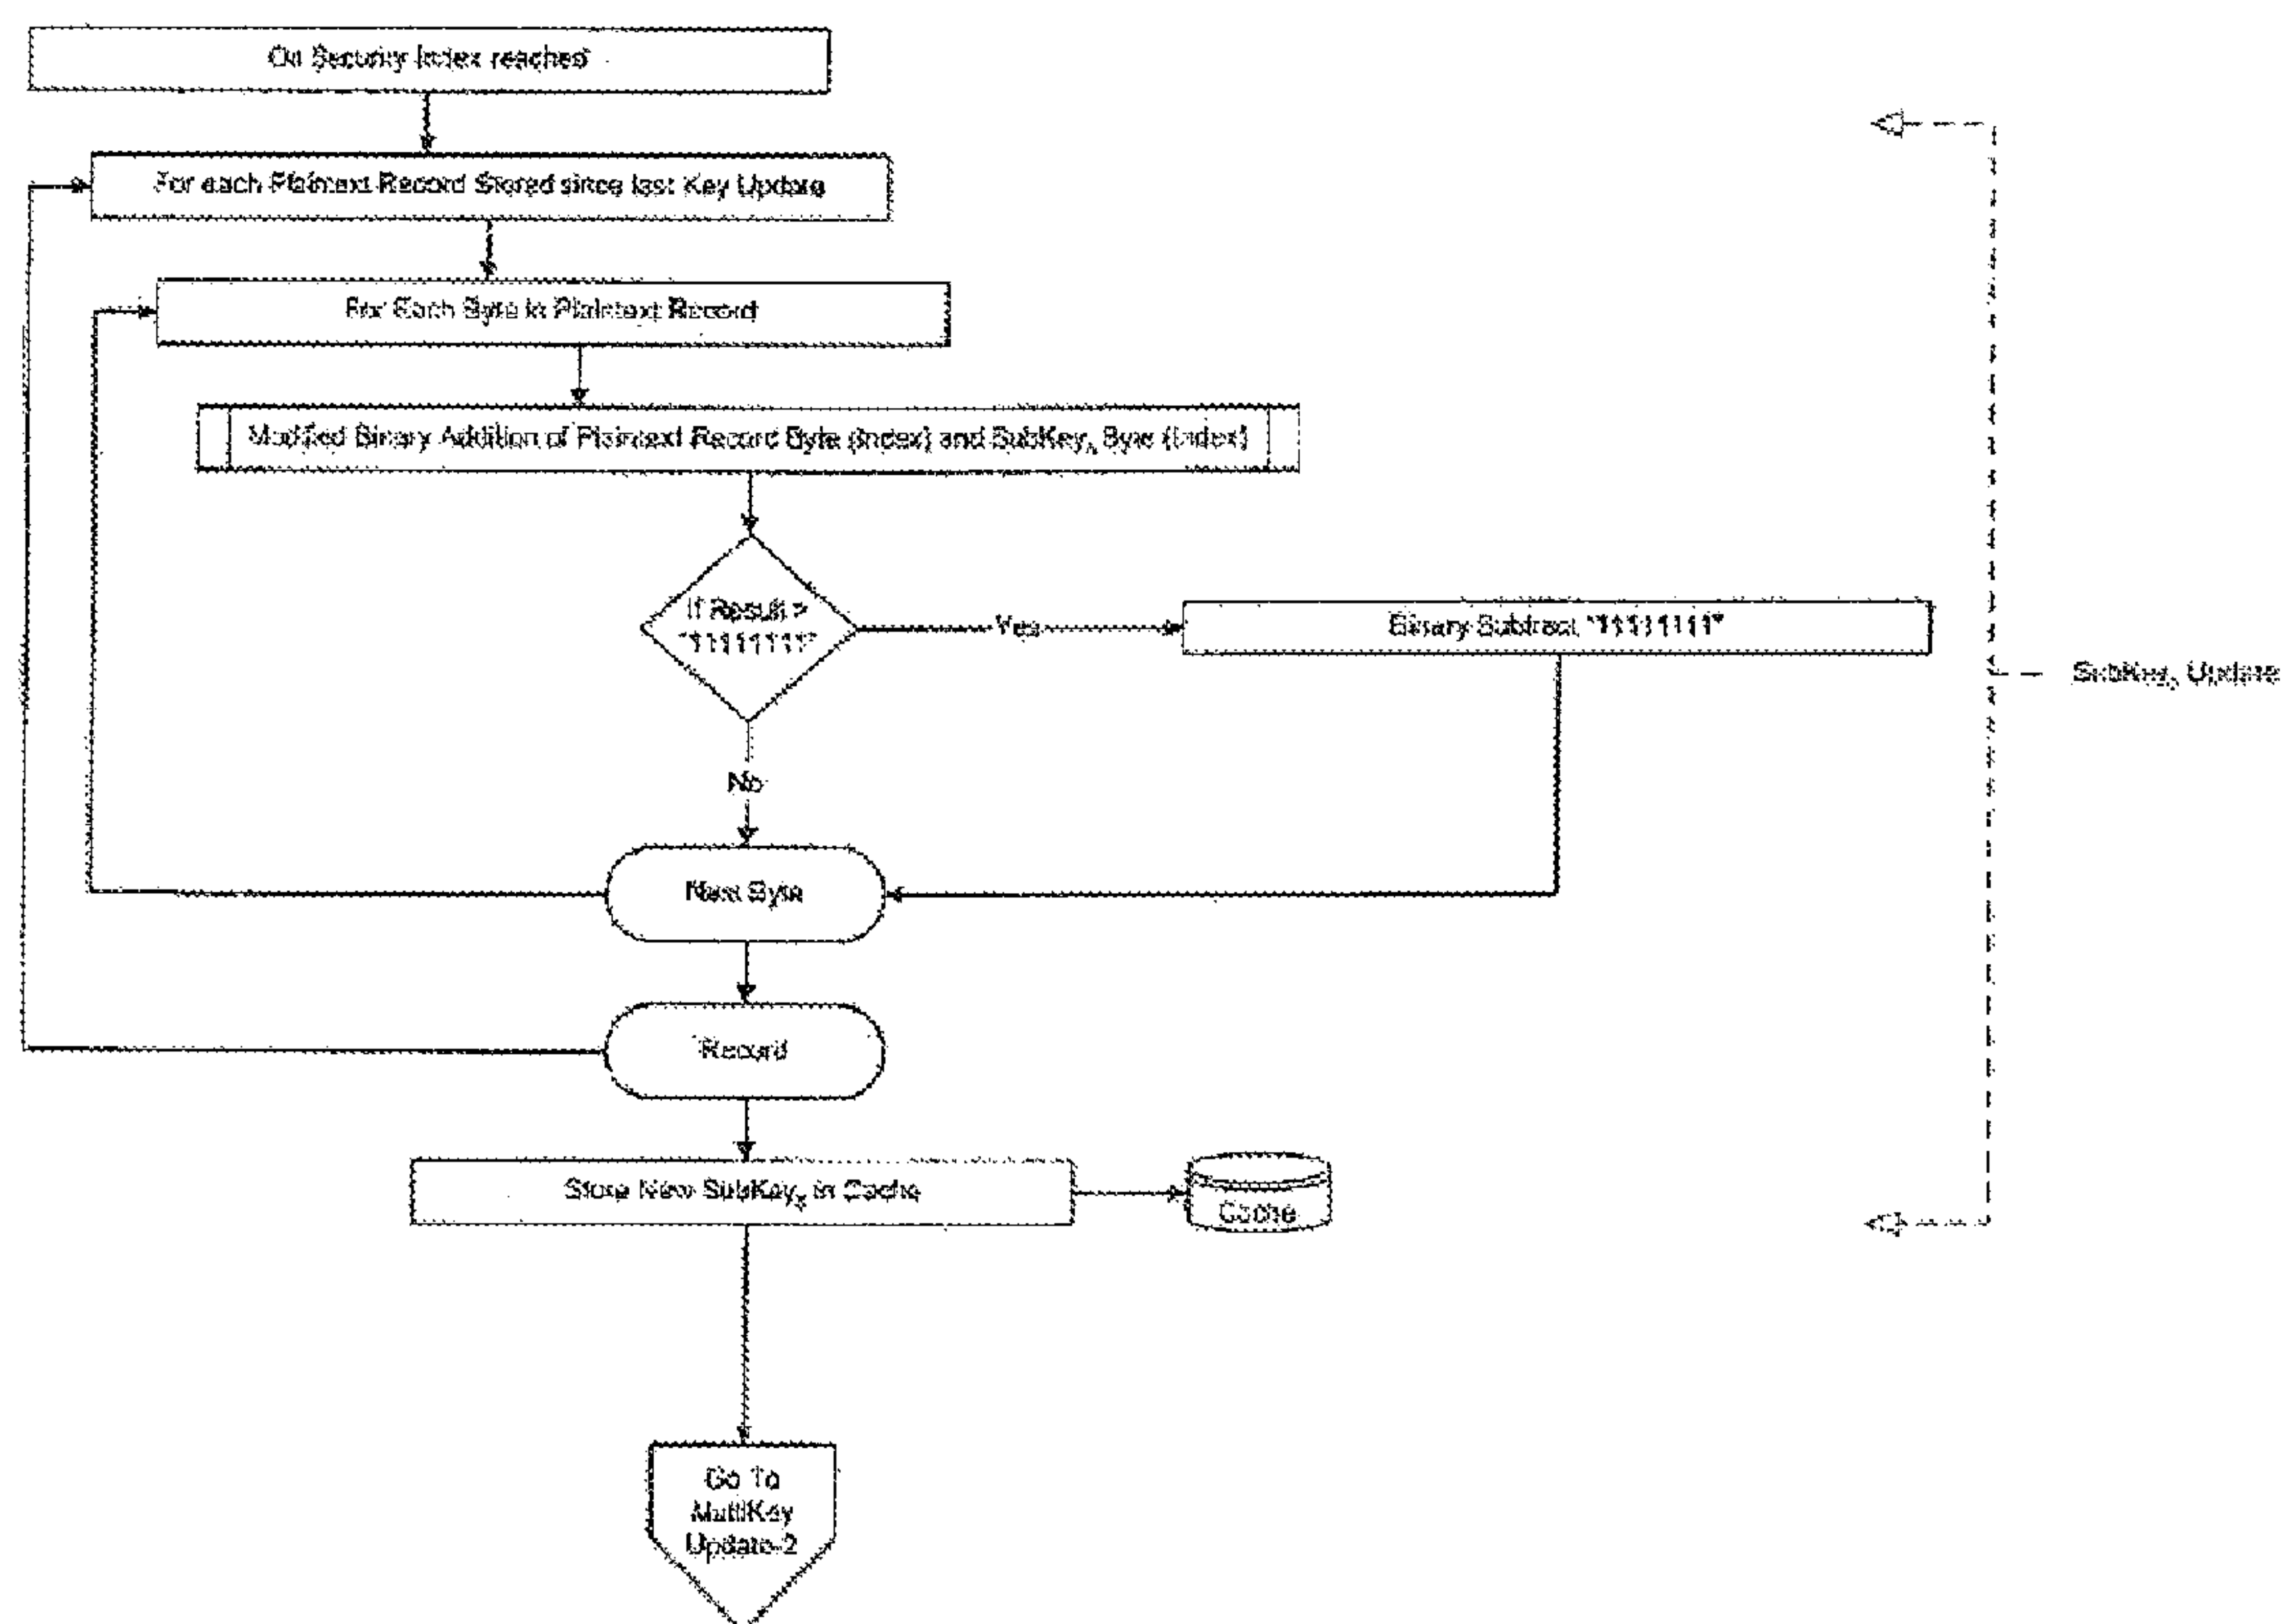 On Security Index reached
For each Plaintext Record Stored since last Key Update
For Each Byte in Plaintext Record
Modified Binary Addition of Plaintext Record Byte (Index) and SubKey Byte (Index)
If Result >
"11111111"
Yes
Binary Subtract "11111111"
SubKey Update
No
Next Byte
Record
Store New SubKey in Cache
Cache
Go To
MultiKey
Update-2